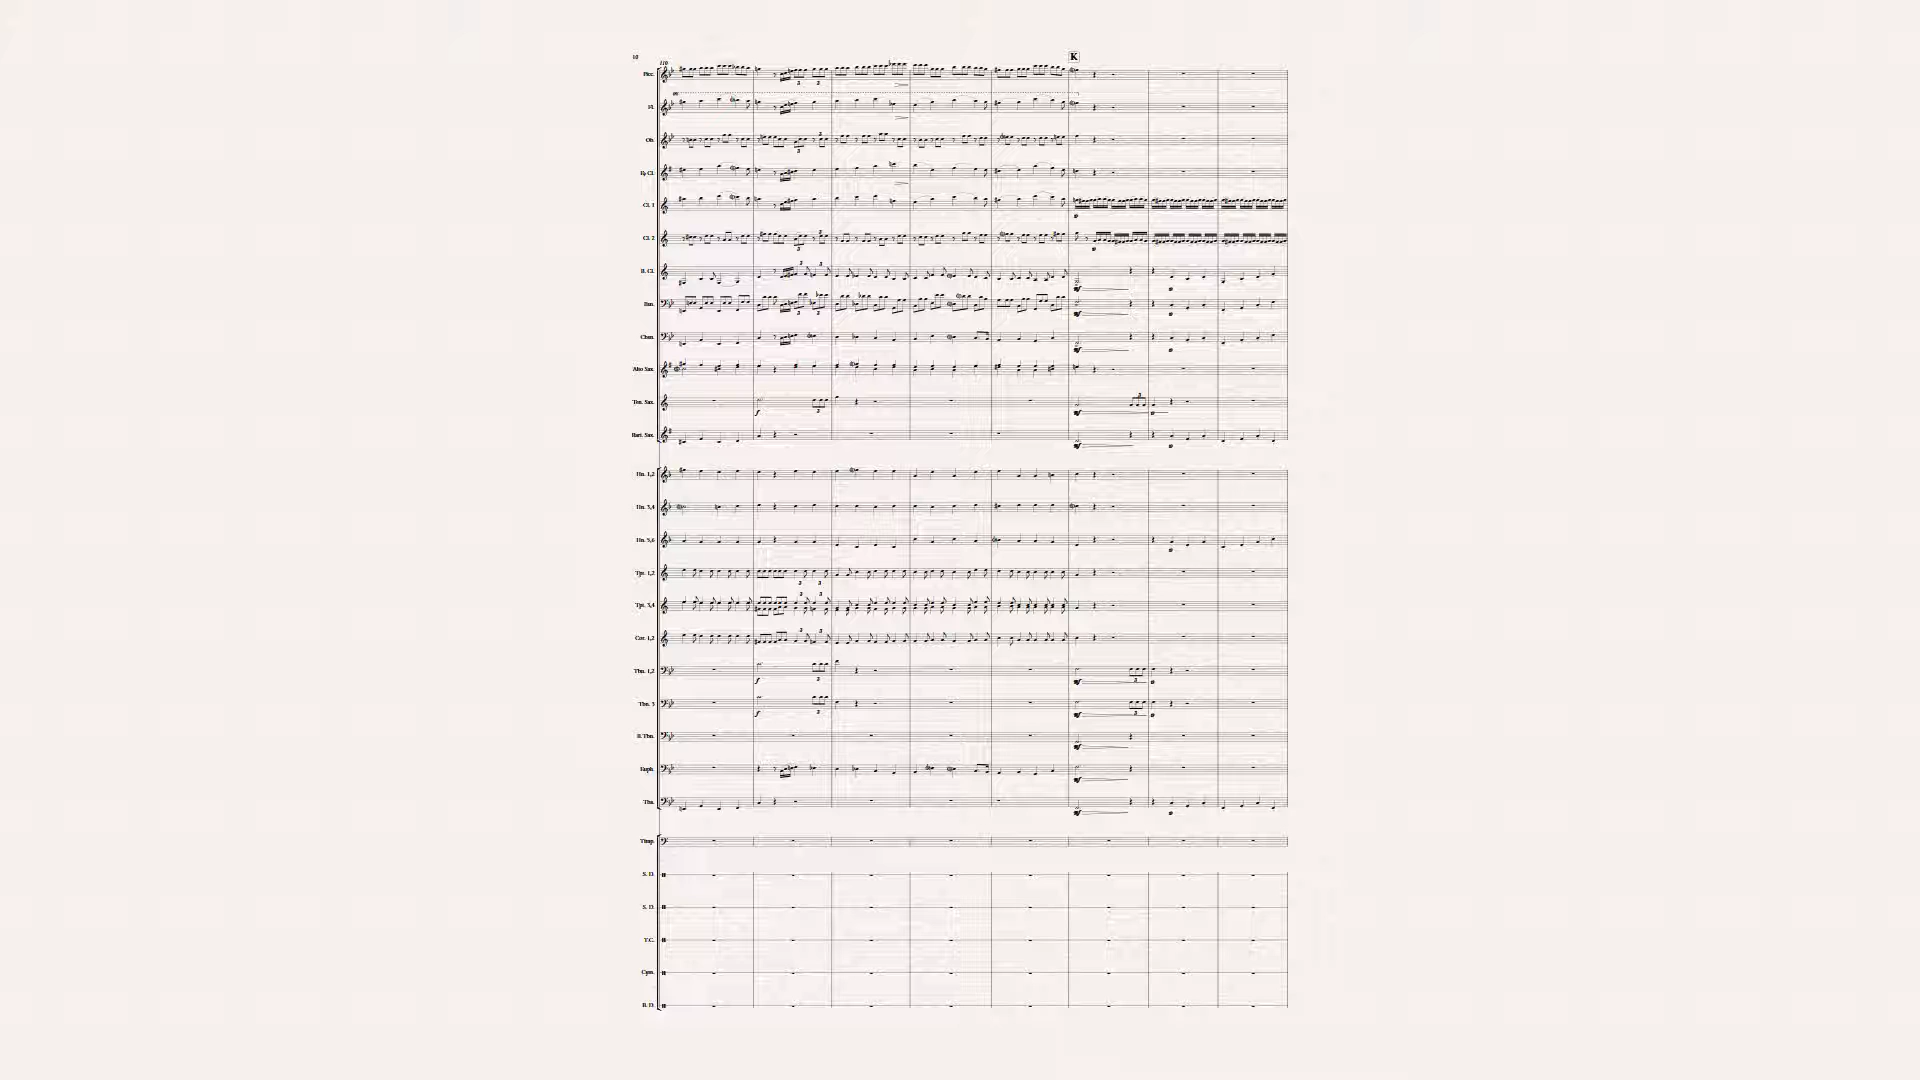 10
110
K
Picc.
Fl.
Ob.
E♭ Cl.
Cl. 1
Cl. 2
B. Cl.
Bsn.
Cbsn.
Alto Sax.
Ten. Sax.
Bari. Sax.
Hn. 1,2
Hn. 3,4
Hn. 5,6
Tpt. 1,2
Tpt. 3,4
Cor. 1,2
Tbn. 1,2
Tbn. 3
B. Tbn.
Euph.
Tba.
Timp.
S. D.
S. D.
T.C.
Cym.
B. D.